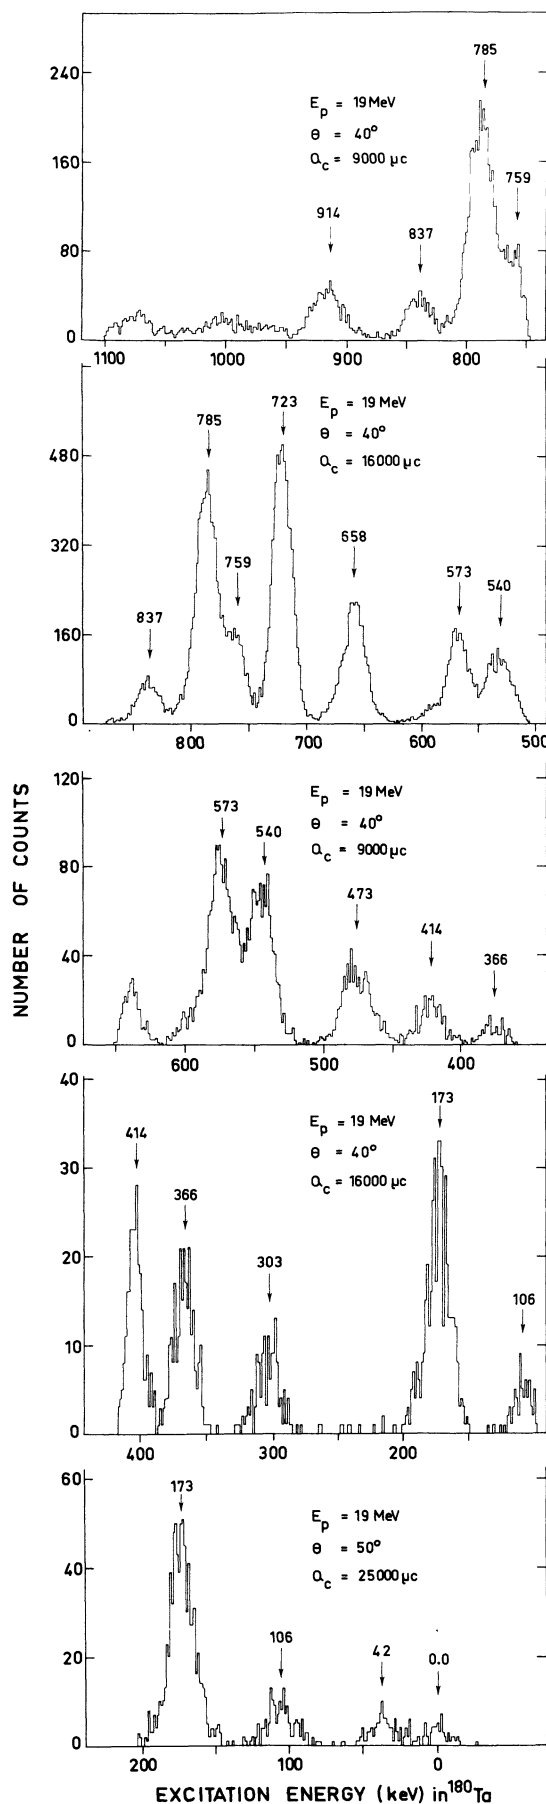 785
240
E_p = 19 MeV
θ = 40°
Q_c = 9000 μc
160
759
914
837
80
0
1100 1000 900 800
723
785
E_p = 19 MeV
θ = 40°
Q_c = 16000 μc
480
658
320
759
573
540
837
160
0
800 700 600 500
NUMBER OF COUNTS
120
E_p = 19 MeV
573
θ = 40°
540
Q_c = 9000 μc
80
473
414
40
366
0
600 500 400
40
173
E_p = 19 MeV
414
θ = 40°
30
366
Q_c = 16000 μc
20
303
106
10
0
400 300 200
60
173
E_p = 19 MeV
θ = 50°
Q_c = 25000 μc
40
106
42
0.0
20
0
200 100 0
EXCITATION ENERGY (keV) in ¹⁸⁰Ta